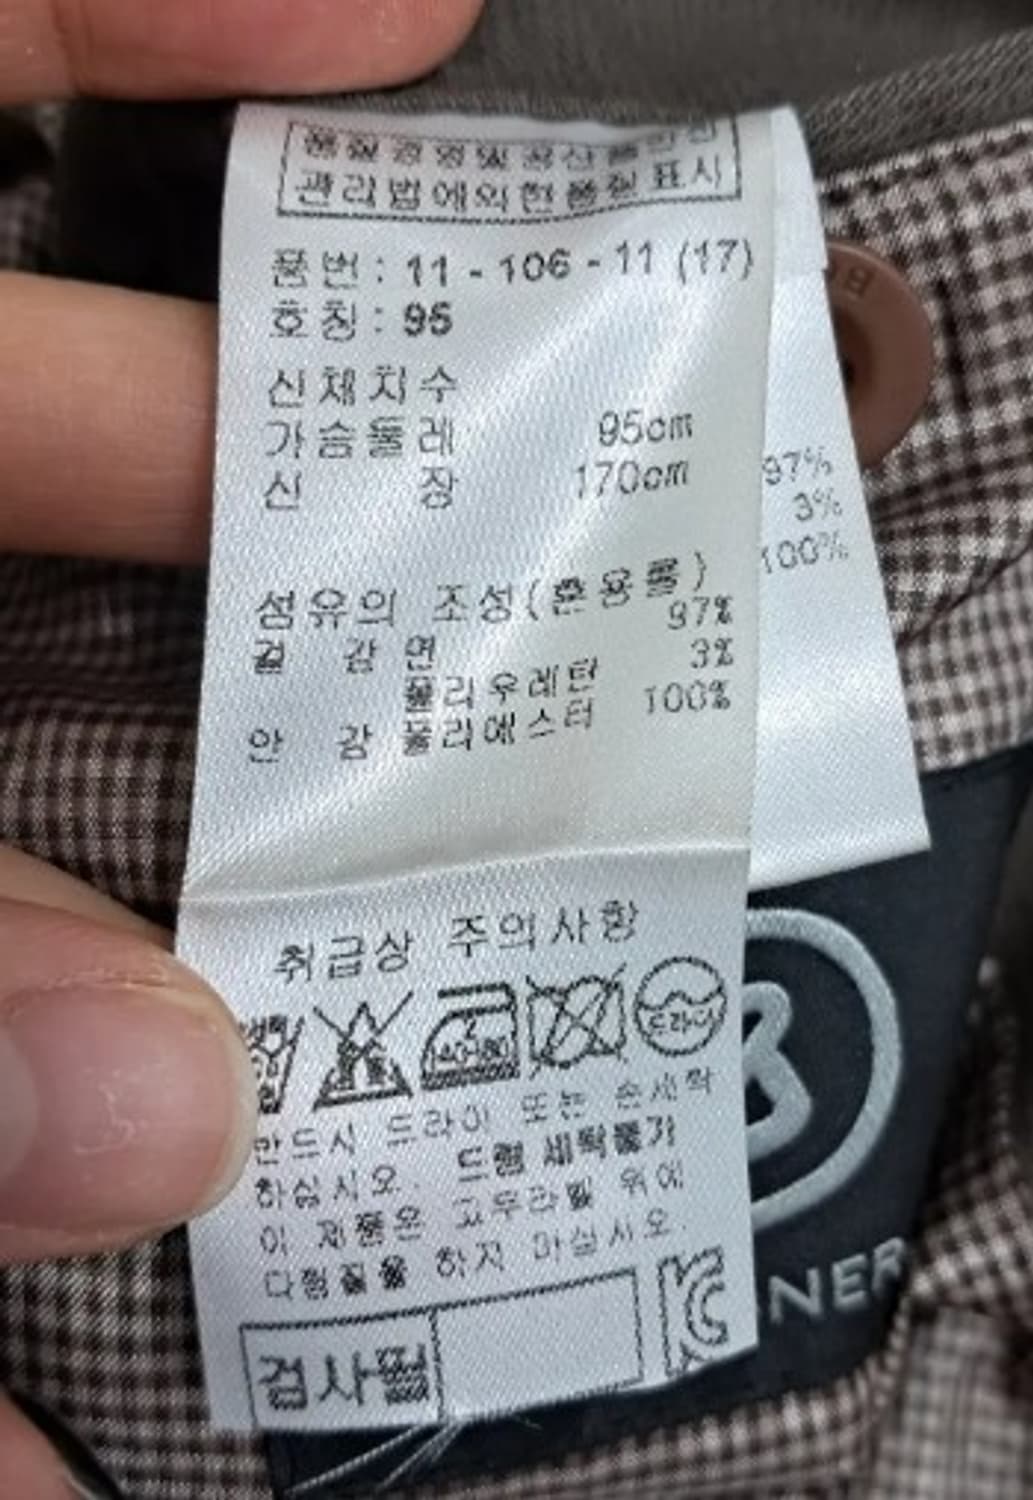 품질경영및공산품안전
관리법에의한품질표시
품번 : 11 - 106 - 11 (17)
호칭 : 95
신체치수
가슴둘레 95cm
신 장 170cm
섬유의 조성(혼용률)
겉 감 면 97%
폴리우레탄 3%
안 감 폴리에스터 100%
97%
3%
100%
취급상 주의사항
드라이
반드시 드라이 또는 손세탁
하십시오. 드럼 세탁
이 제품은 위에
다림질을 하지 마십시오.
검사필
KC
NER